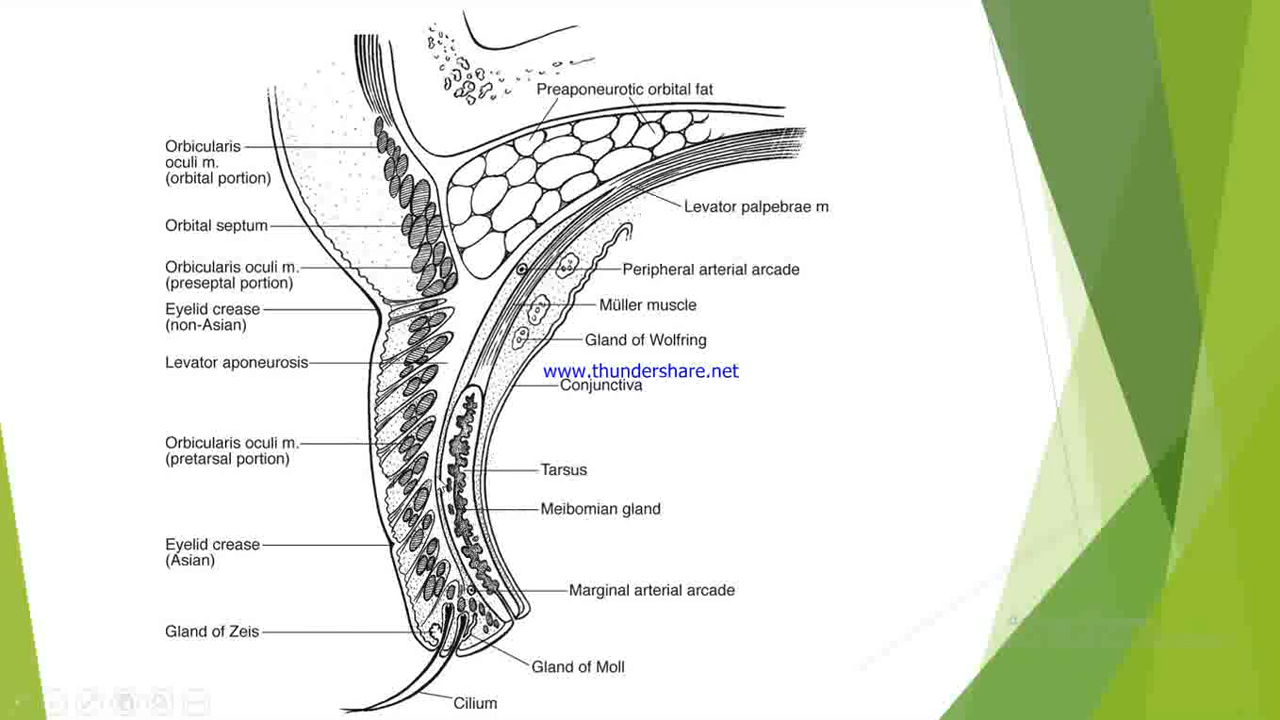 Preaponeurotic orbital fat
Orbicularis
oculi m.
(orbital portion)
Levator palpebrae m
Orbital septum
Orbicularis oculi m.
(preseptal portion)
Peripheral arterial arcade
Eyelid crease
(non-Asian)
Müller muscle
Gland of Wolfring
Levator aponeurosis
www.thundershare.net
Conjunctiva
Orbicularis oculi m.
(pretarsal portion)
Tarsus
Meibomian gland
Eyelid crease
(Asian)
Marginal arterial arcade
Gland of Zeis
Gland of Moll
Cilium